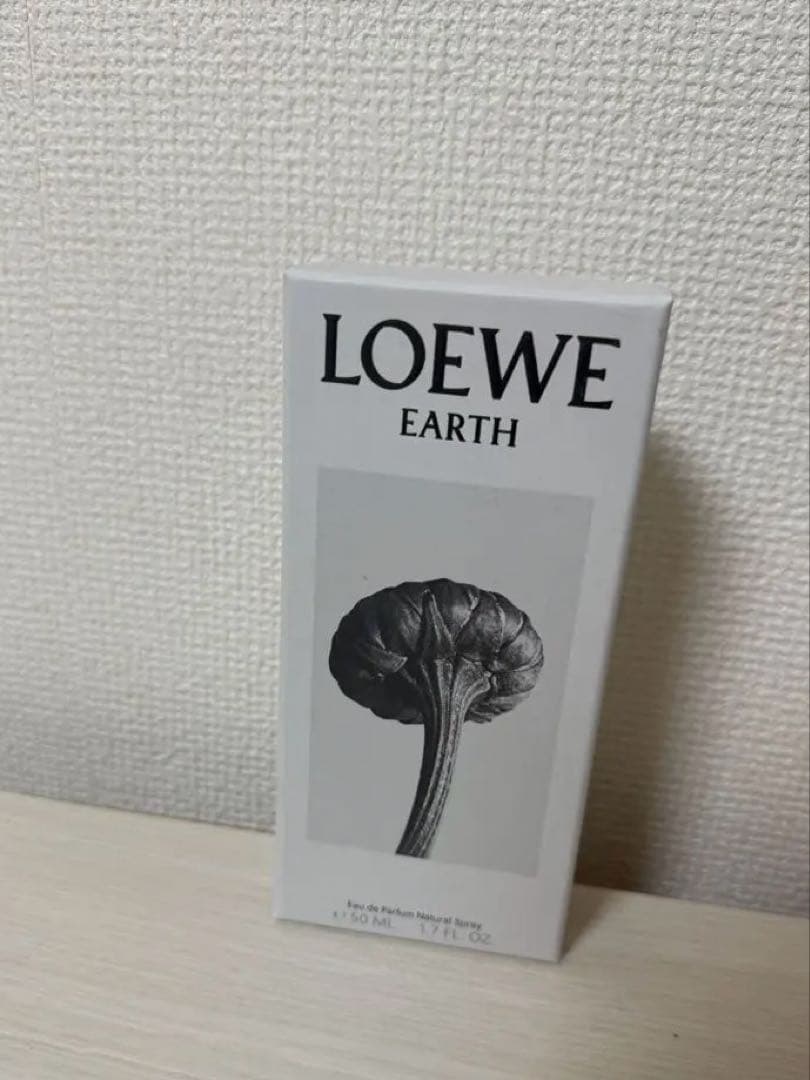 LOEWE
EARTH
Eau de Parfum Natural Spray
50 ML 1.7 FL. OZ